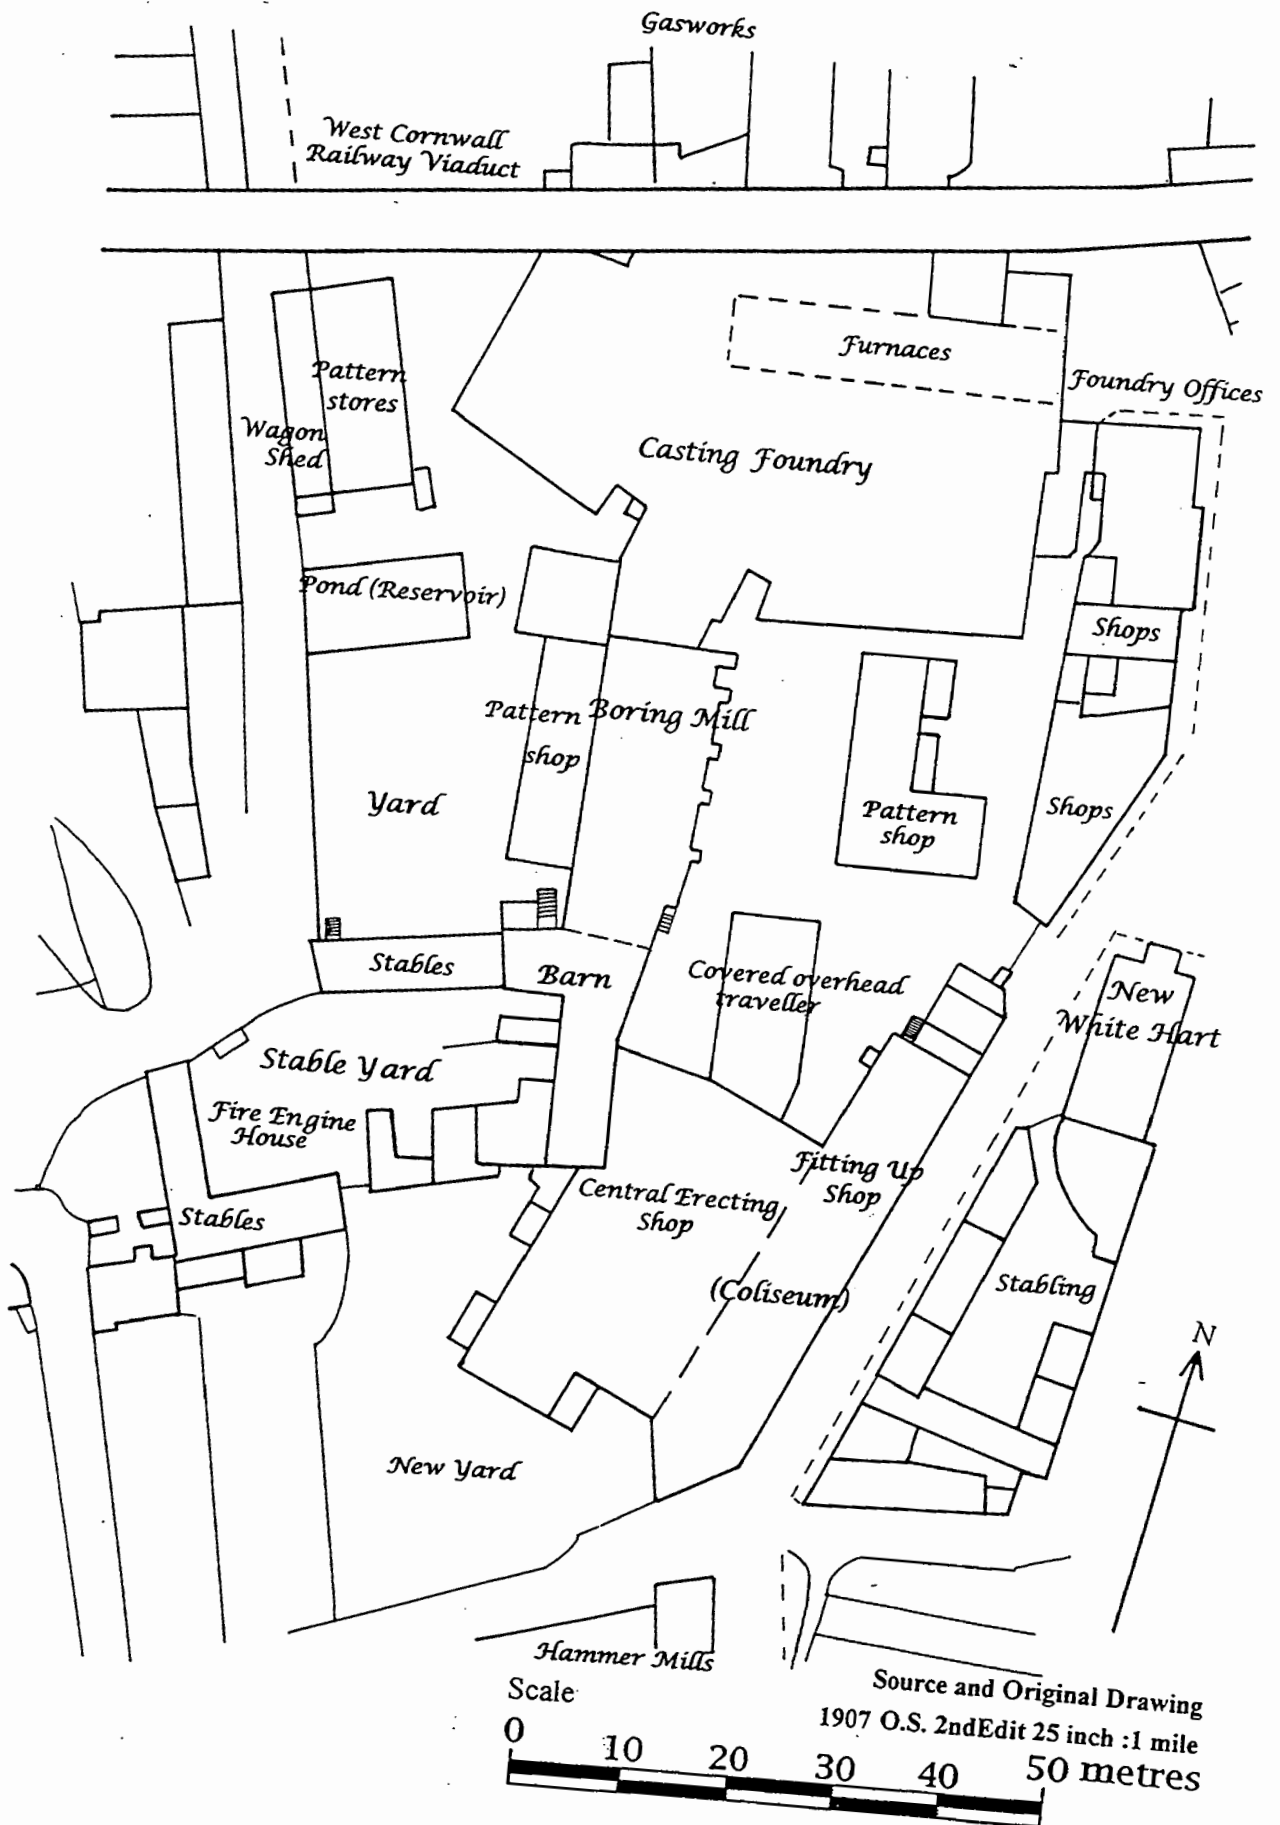 Gasworks
West Cornwall
Railway Viaduct
Furnaces
Foundry Offices
Pattern
stores
Wagon
Shed
Casting Foundry
Pond (Reservoir)
Shops
Pattern
shop
Boring Mill
Yard
Pattern
shop
Shops
Stables
Barn
Covered overhead
traveller
New
White Hart
Stable Yard
Fire Engine
House
Fitting Up
Shop
Central Erecting
Shop
Stables
(Coliseum)
Stabling
N
New Yard
Hammer Mills
Source and Original Drawing
1907 O.S. 2ndEdit 25 inch :1 mile
Scale
0 10 20 30 40 50 metres